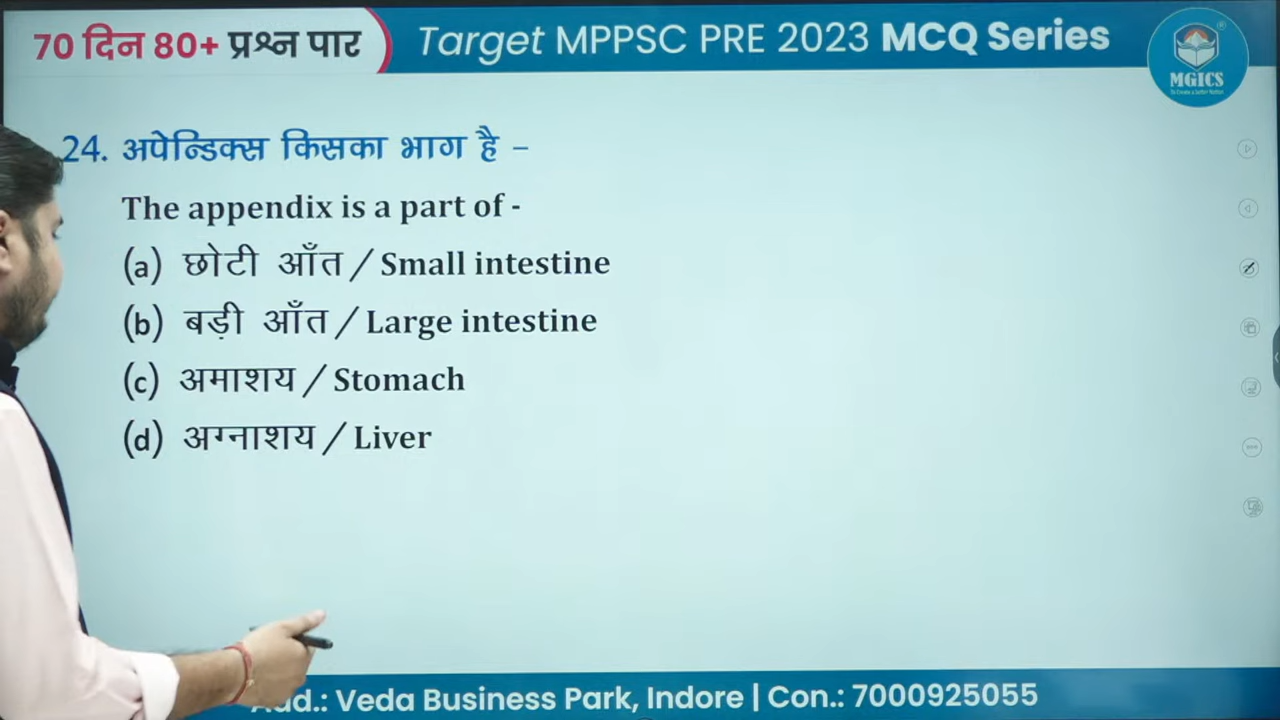 70 दिन 80+ प्रश्न पार
Target MPPSC PRE 2023 MCQ Series
MGICS
24. अपेन्डिक्स किसका भाग है –
The appendix is a part of -
(a) छोटी आँत / Small intestine
(b) बड़ी आँत / Large intestine
(c) अमाशय / Stomach
(d) अग्नाशय / Liver
Add.: Veda Business Park, Indore | Con.: 7000925055